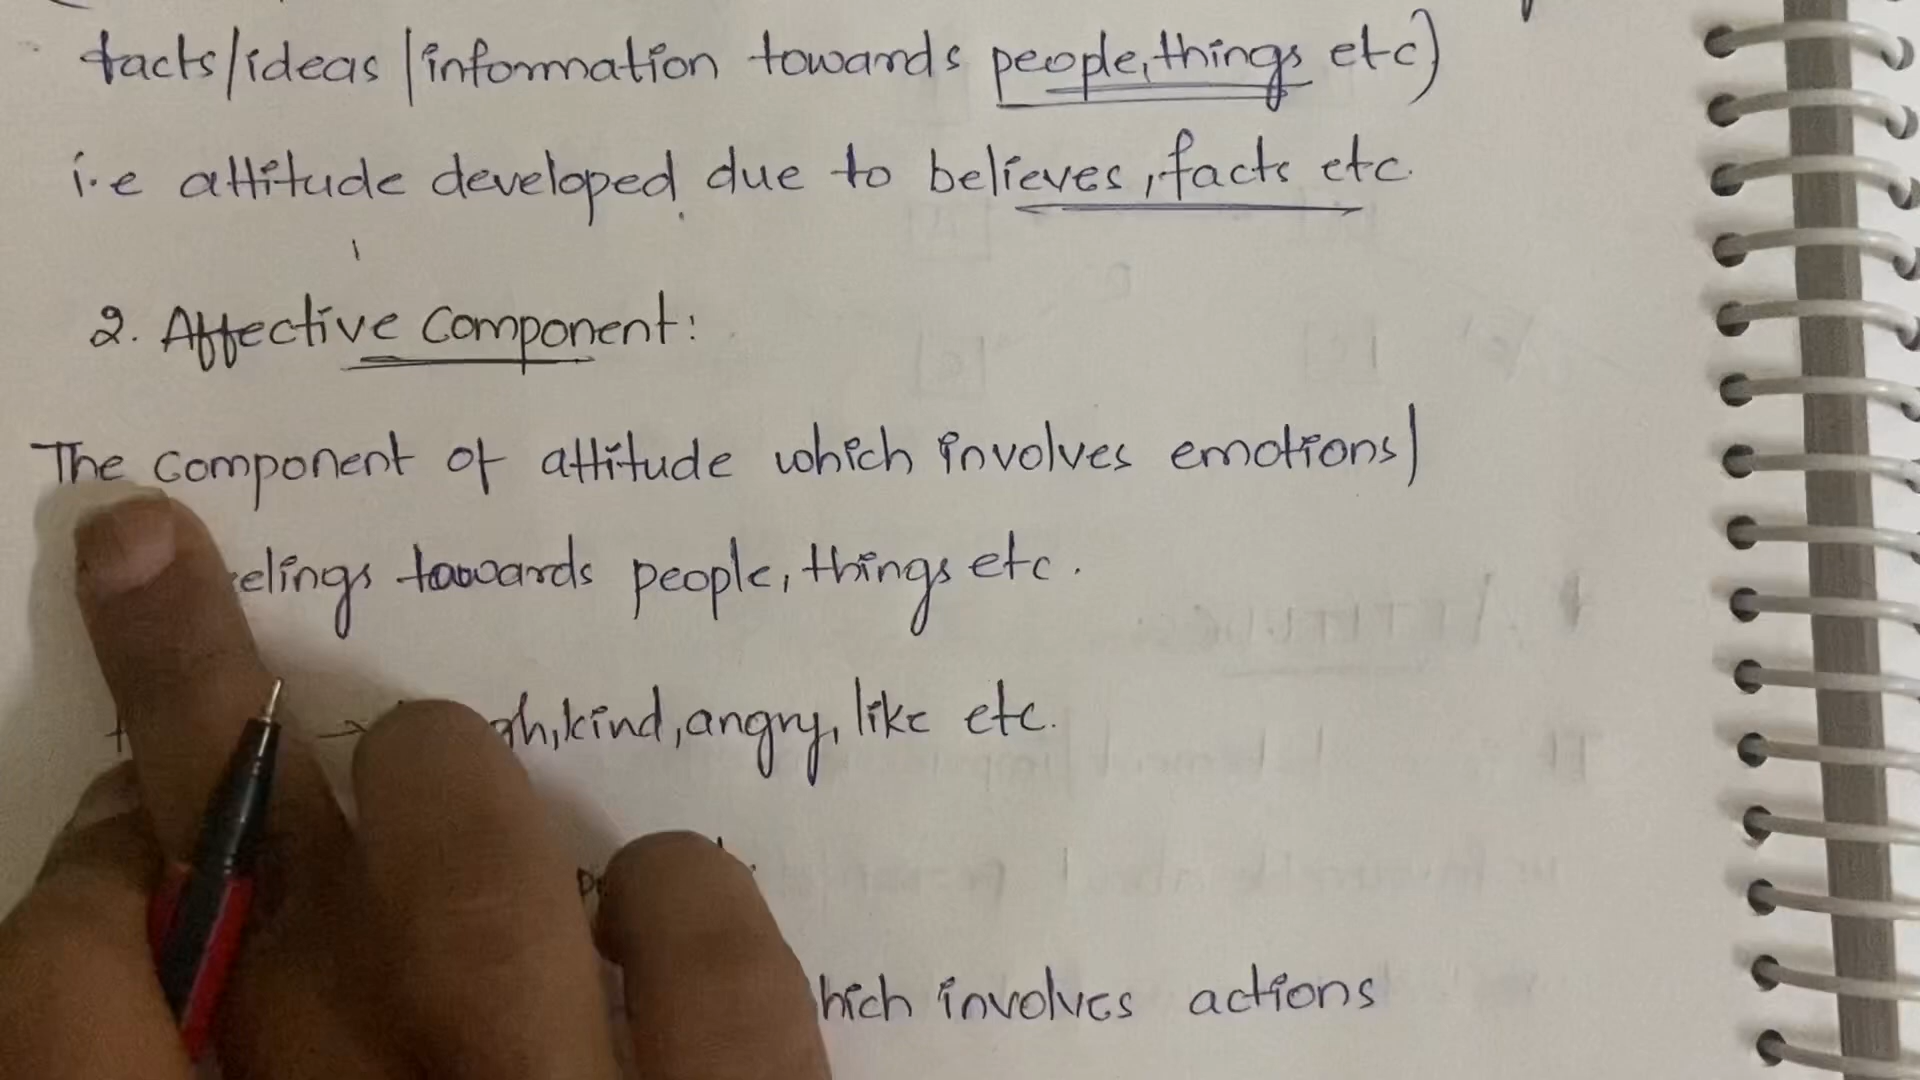 facts/ideas/information towards people, things etc)
i.e attitude developed due to believes, facts etc.
2. Affective component:
The component of attitude which involves emotions/
elings towards people, things etc.
gh, kind, angry, like etc.
hich involves actions